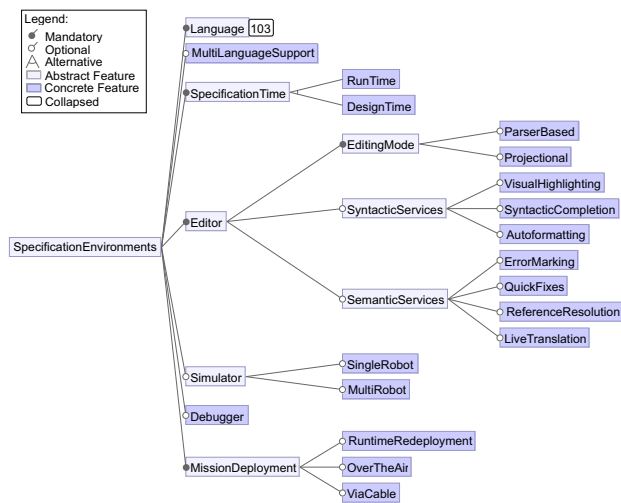 Legend:
Mandatory
Optional
Alternative
Abstract Feature
Concrete Feature
Collapsed
Language 103
MultiLanguageSupport
SpecificationTime
RunTime
DesignTime
EditingMode
ParserBased
Projectional
VisualHighlighting
SyntacticServices
SyntacticCompletion
Autoformatting
Editor
SpecificationEnvironments
ErrorMarking
QuickFixes
SemanticServices
ReferenceResolution
LiveTranslation
Simulator
SingleRobot
MultiRobot
Debugger
MissionDeployment
RuntimeRedeployment
OverTheAir
ViaCable